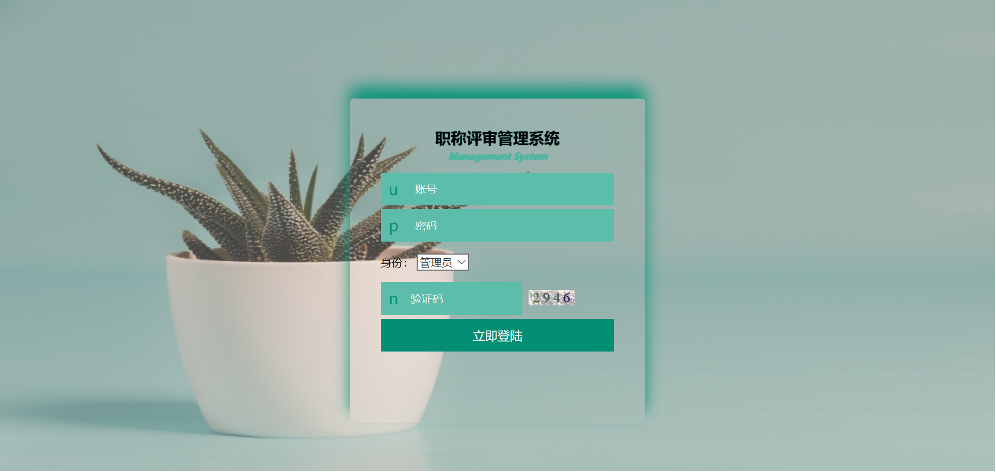 职称评审管理系统
Management System
u 账号
p 密码
身份： 管理员
n 验证码 2946
立即登陆